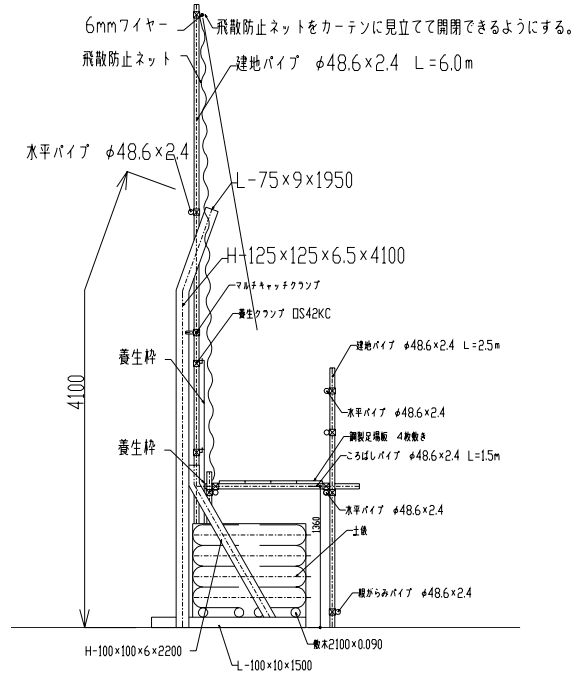 6mmワイヤー
飛散防止ネットをカーテンに見立てて開閉できるようにする。
飛散防止ネット
建地パイプ φ48.6×2.4 L=6.0m
水平パイプ φ48.6×2.4
L-75×9×1950
H-125×125×6.5×4100
マルチキャッチクランプ
養生クランプ □S42KC
養生枠
建地パイプ φ48.6×2.4 L=2.5m
4100
水平パイプ φ48.6×2.4
鋼製足場板 4枚敷き
養生枠
ころばしパイプ φ48.6×2.4 L=1.5m
水平パイプ φ48.6×2.4
1360
土俵
根がらみパイプ φ48.6×2.4
敷木2100×0.090
H-100×100×6×2200
L-100×10×1500